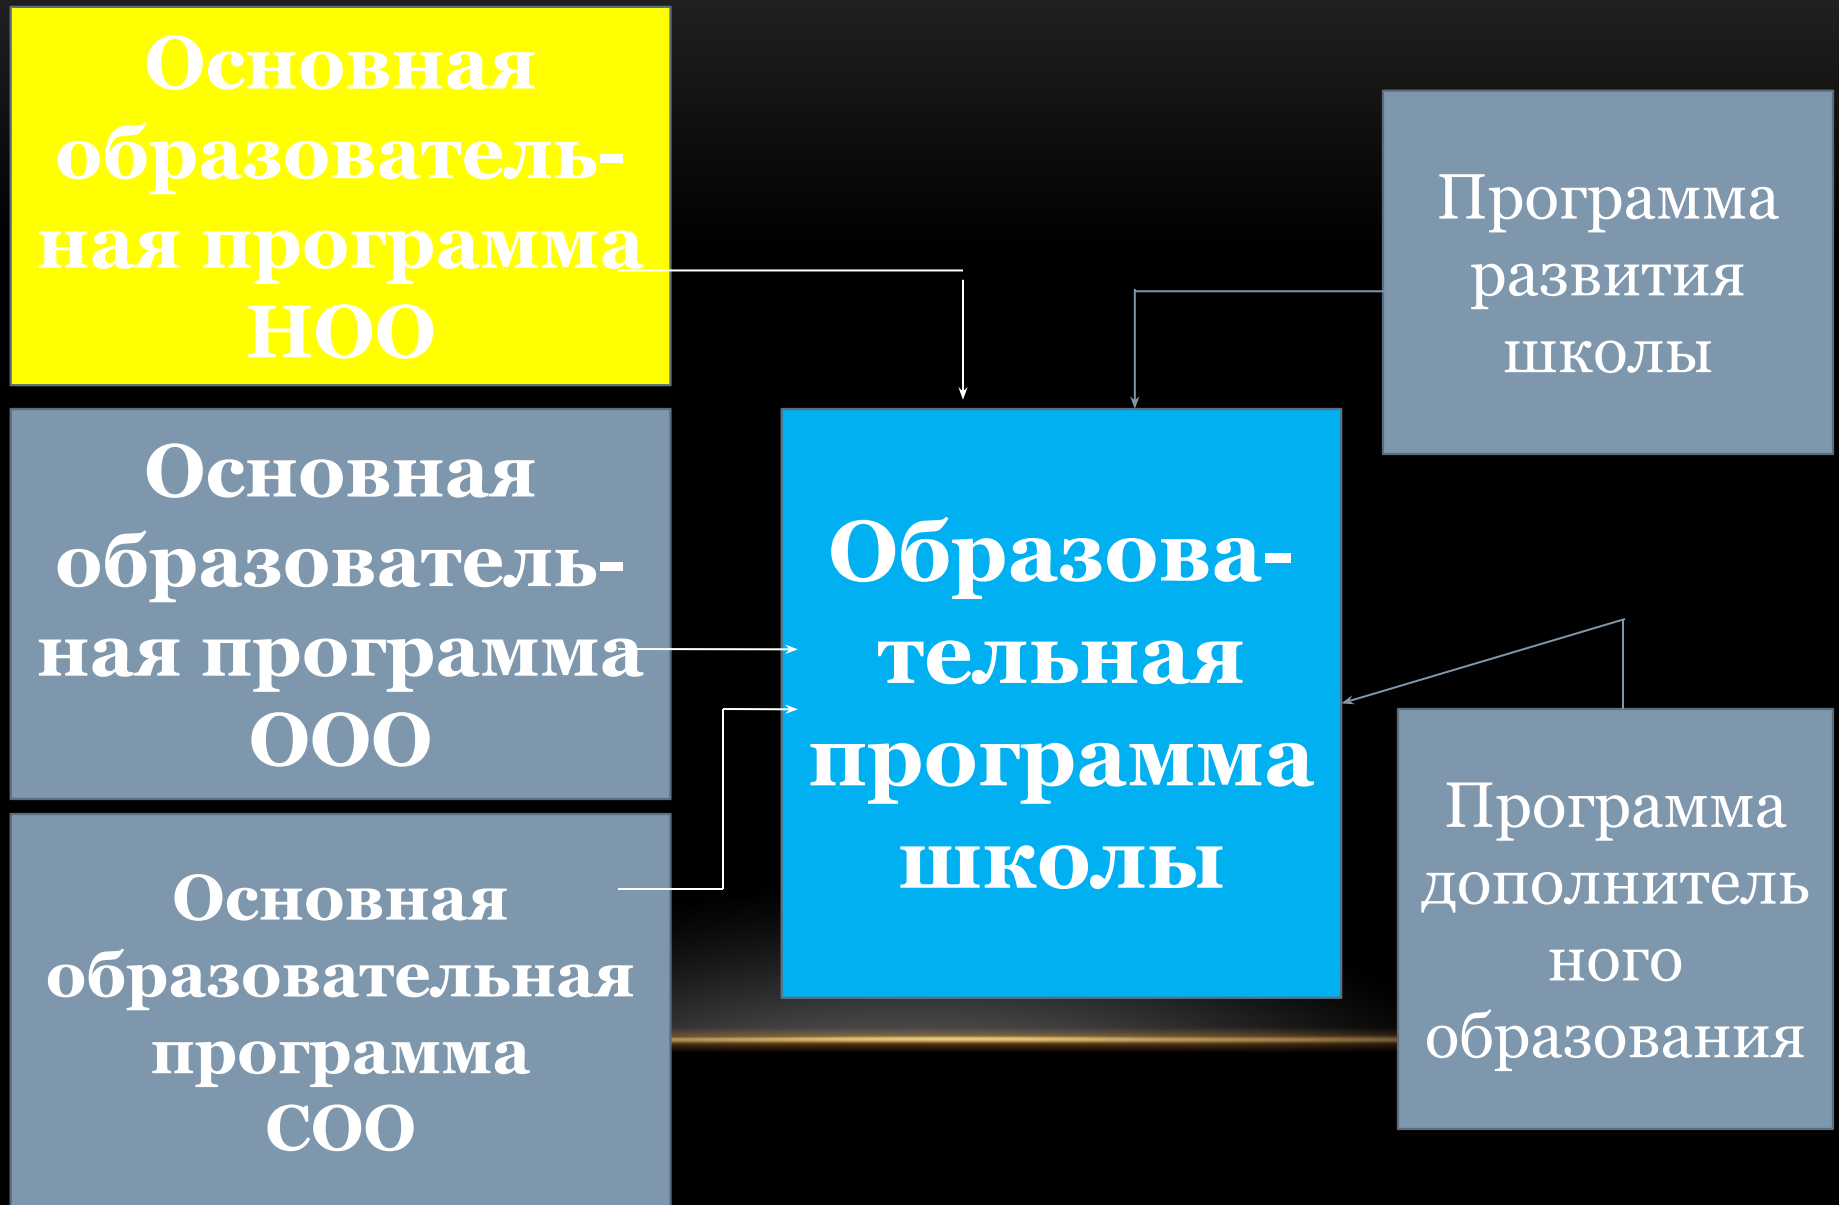 Основная
образователь-
ная программа
НОО
Основная
образователь-
ная программа
ООО
Основная
образовательная
программа
СОО
Образова-
тельная
программа
школы
Программа
развития
школы
Программа
дополнитель
ного
образования